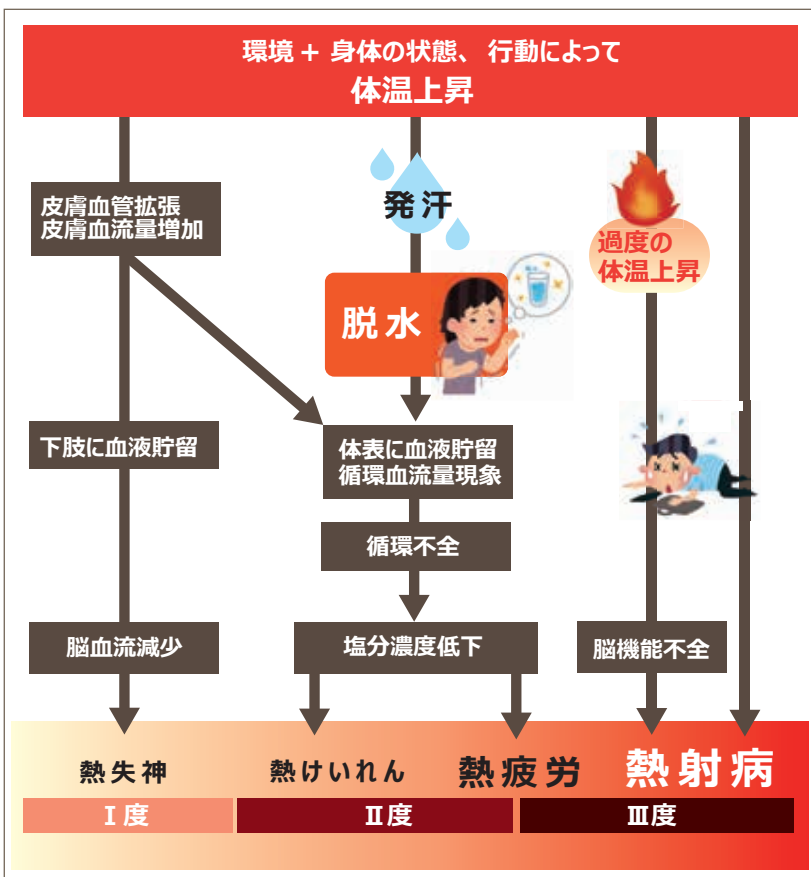 環境 + 身体の状態、行動によって
体温上昇
皮膚血管拡張
皮膚血流量増加
発汗
過度の
体温上昇
脱水
下肢に血液貯留
体表に血液貯留
循環血流量現象
循環不全
脳血流減少
塩分濃度低下
脳機能不全
熱失神
熱けいれん
熱疲労
熱射病
Ⅰ度
Ⅱ度
Ⅲ度